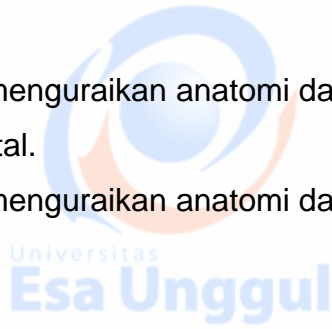 menguraikan anatomi da
tal.
menguraikan anatomi da
Universitas
Esa Unggul